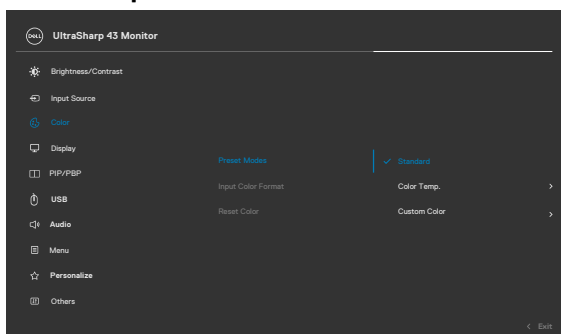 DELL UltraSharp 43 Monitor
Brightness/Contrast
Input Source
Color
Display
PIP/PBP
USB
Audio
Menu
Personalize
Others
Preset Modes
Input Color Format
Reset Color
Standard
Color Temp.
Custom Color
Exit